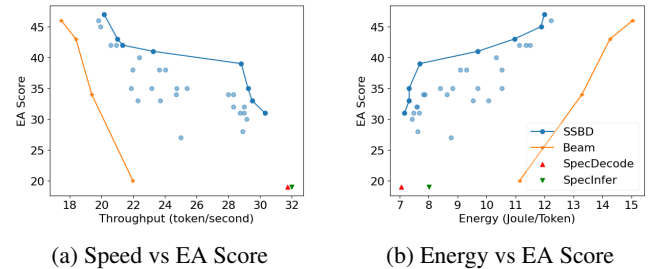 EA Score
45
40
35
30
25
20
18 20 22 24 26 28 30 32
Throughput (token/second)
(a) Speed vs EA Score
EA Score
45
40
35
30
25
20
SSBD
Beam
SpecDecode
SpecInfer
7 8 9 10 11 12 13 14 15
Energy (Joule/Token)
(b) Energy vs EA Score